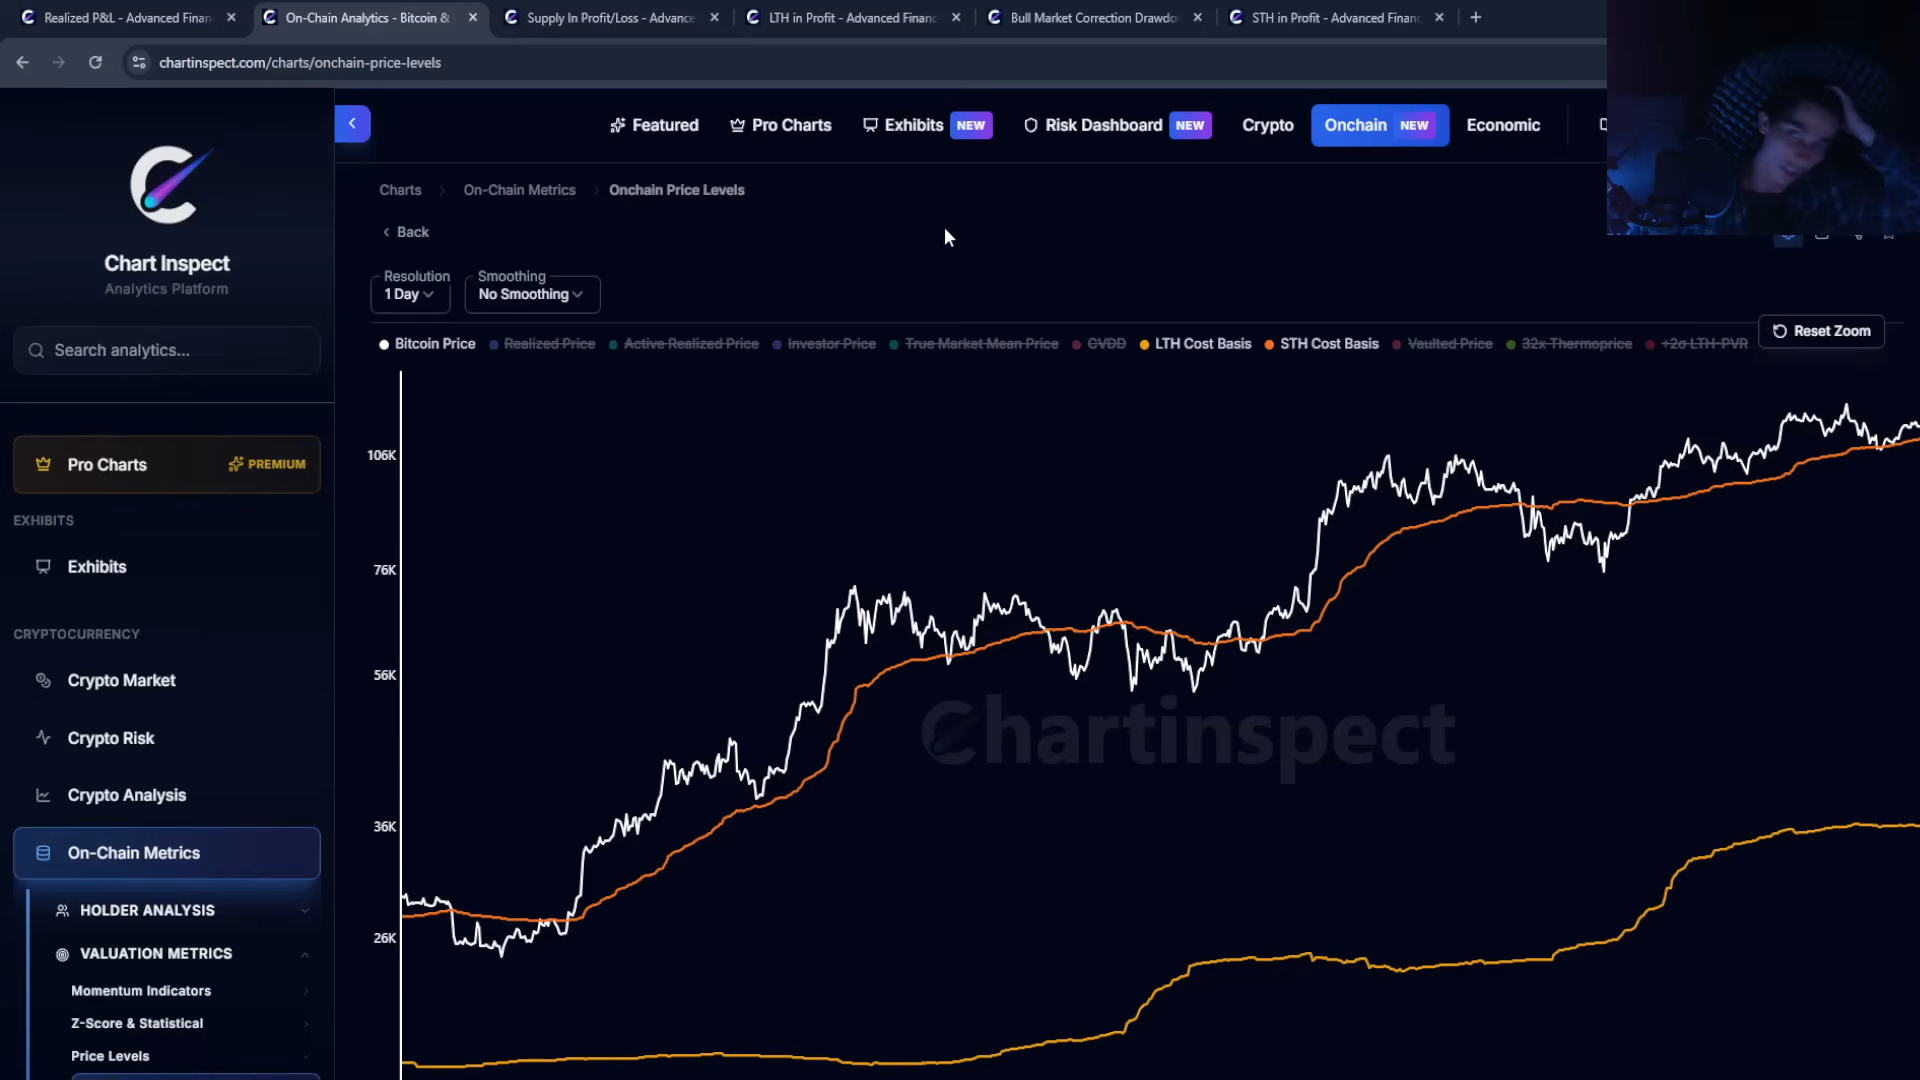 Realized P&L - Advanced Finan
On-Chain Analytics - Bitcoin &
Supply In Profit/Loss - Advance
LTH in Profit - Advanced Financ
Bull Market Correction Drawdo
STH in Profit - Advanced Financ
chartinspect.com/charts/onchain-price-levels
Chart Inspect
Analytics Platform
Search analytics...
Pro Charts PREMIUM
EXHIBITS
Exhibits
CRYPTOCURRENCY
Crypto Market
Crypto Risk
Crypto Analysis
On-Chain Metrics
HOLDER ANALYSIS
VALUATION METRICS
Momentum Indicators
Z-Score & Statistical
Price Levels
Featured Pro Charts Exhibits NEW Risk Dashboard NEW Crypto Onchain NEW Economic
Charts On-Chain Metrics Onchain Price Levels
Back
Resolution
1 Day
Smoothing
No Smoothing
Bitcoin Price Realized Price Active Realized Price Investor Price True Market Mean Price CVDD LTH Cost Basis STH Cost Basis Vaulted Price 32x Thermoprice +2σ LTH-PVR
Reset Zoom
106K
76K
56K
36K
26K
Chartinspect